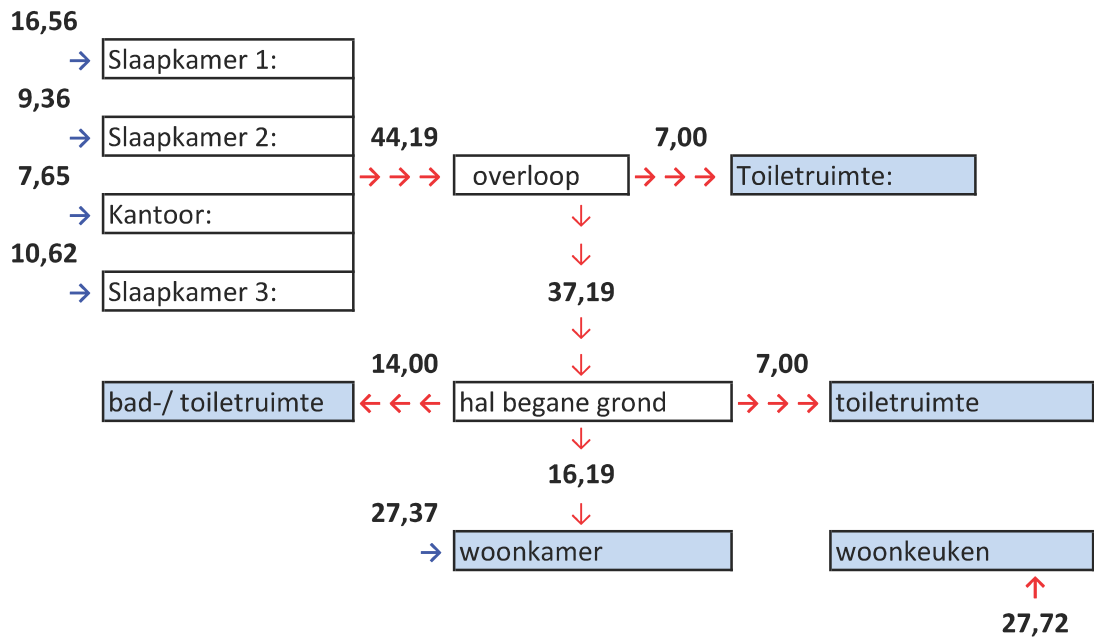 16,56
Slaapkamer 1:
9,36
Slaapkamer 2:
44,19
7,00
7,65
overloop
Toiletruimte:
Kantoor:
10,62
Slaapkamer 3:
37,19
14,00
7,00
bad-/ toiletruimte
hal begane grond
toiletruimte
16,19
27,37
woonkamer
woonkeuken
27,72